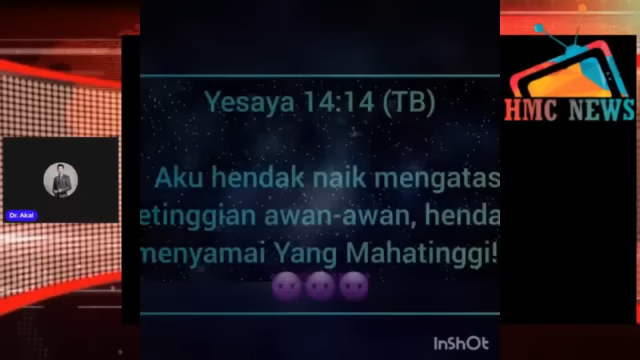 Yesaya 14:14 (TB)
Aku hendak naik mengatas
etinggian awan-awan, henda
menyamai Yang Mahatinggi!
InShOt
HMC NEWS
Dr. Akal